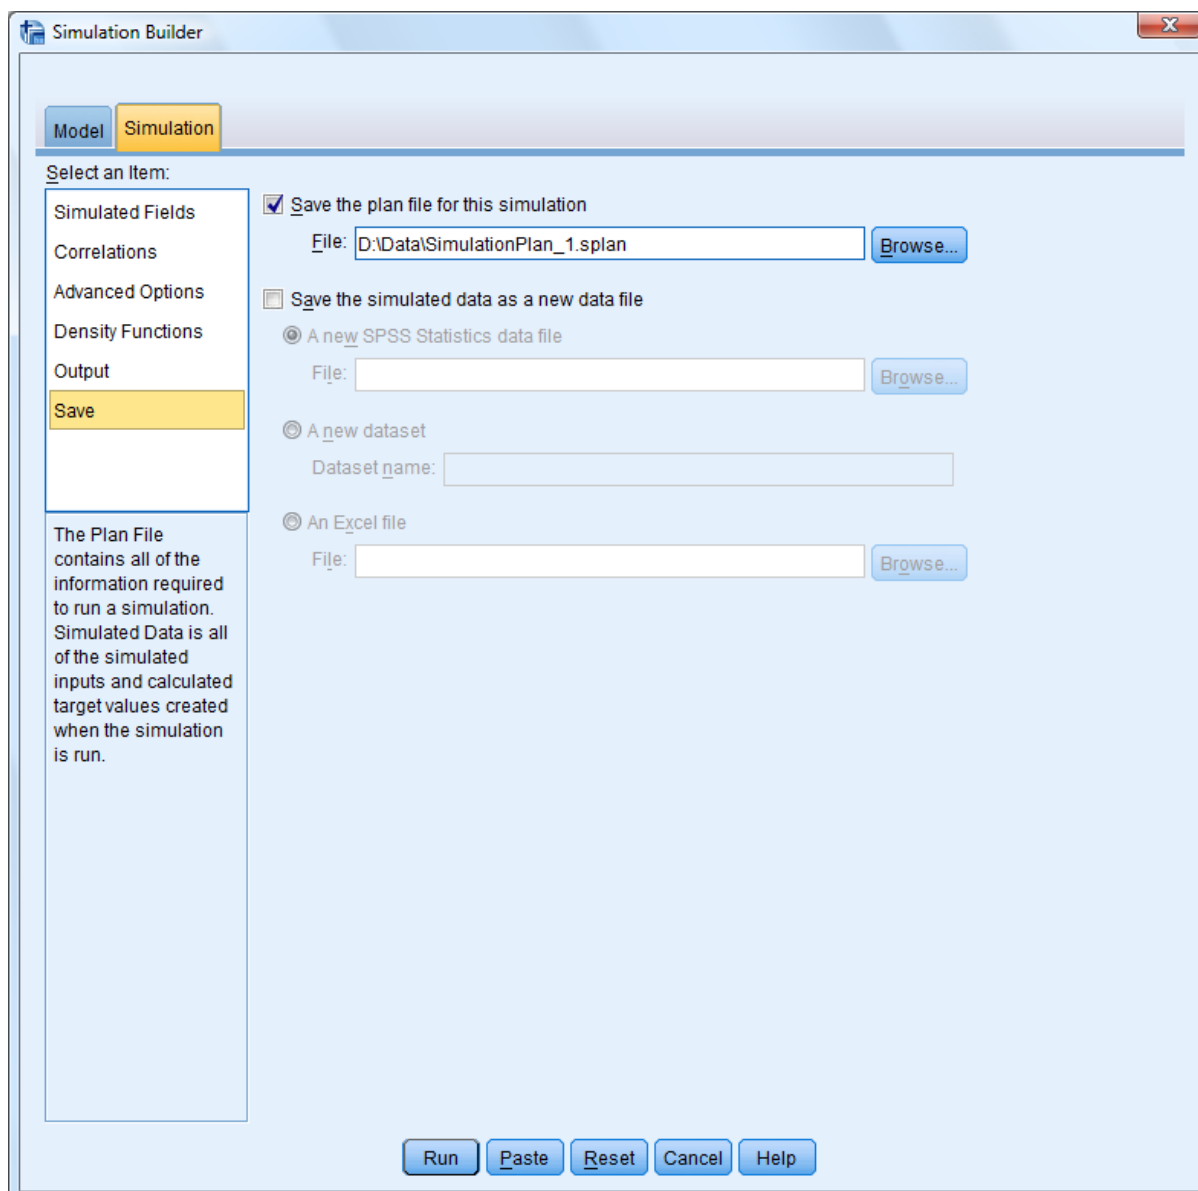 Simulation Builder
Model
Simulation
Select an Item:
Simulated Fields
Correlations
Advanced Options
Density Functions
Output
Save
The Plan File
contains all of the
information required
to run a simulation.
Simulated Data is all
of the simulated
inputs and calculated
target values created
when the simulation
is run.
Save the plan file for this simulation
File: D:\Data\SimulationPlan_1.splan Browse...
Save the simulated data as a new data file
A new SPSS Statistics data file
File: Browse...
A new dataset
Dataset name:
An Excel file
File: Browse...
Run Paste Reset Cancel Help